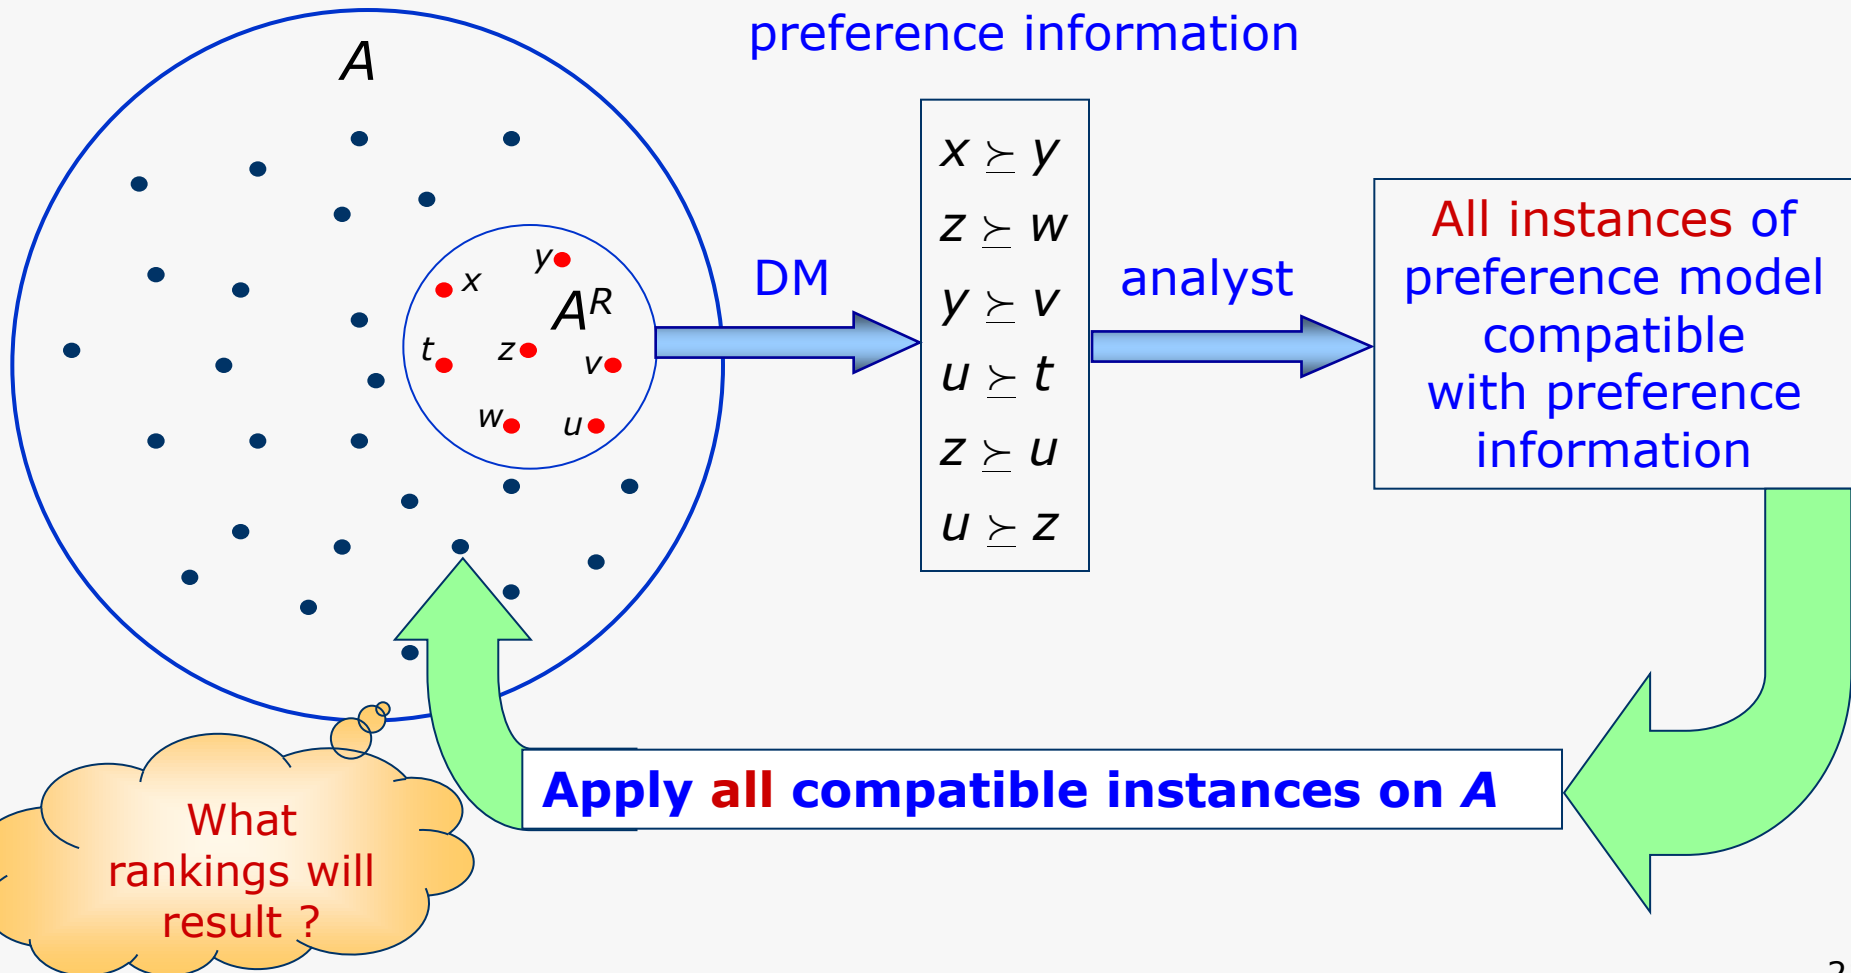 preference information
A
x
y
A^R
t
z
v
w
u
DM
x ≽ y
z ≽ w
y ≽ v
u ≽ t
z ≽ u
u ≽ z
analyst
All instances of
preference model
compatible
with preference
information
Apply all compatible instances on A
What
rankings will
result ?